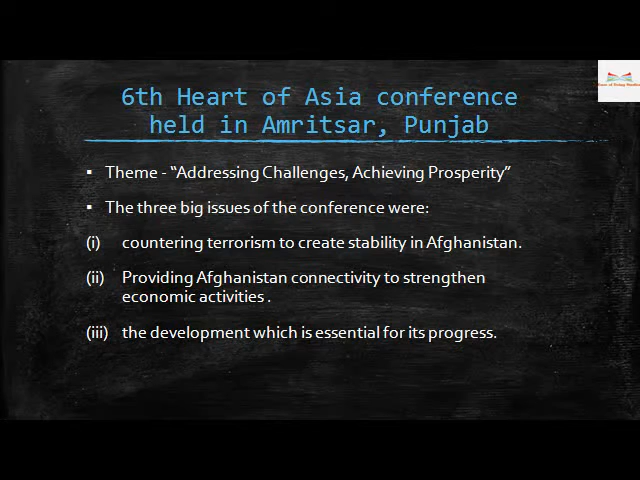 6th Heart of Asia conference
held in Amritsar, Punjab
▪ Theme - “Addressing Challenges, Achieving Prosperity”
▪ The three big issues of the conference were:
(i) countering terrorism to create stability in Afghanistan.
(ii) Providing Afghanistan connectivity to strengthen
economic activities .
(iii) the development which is essential for its progress.